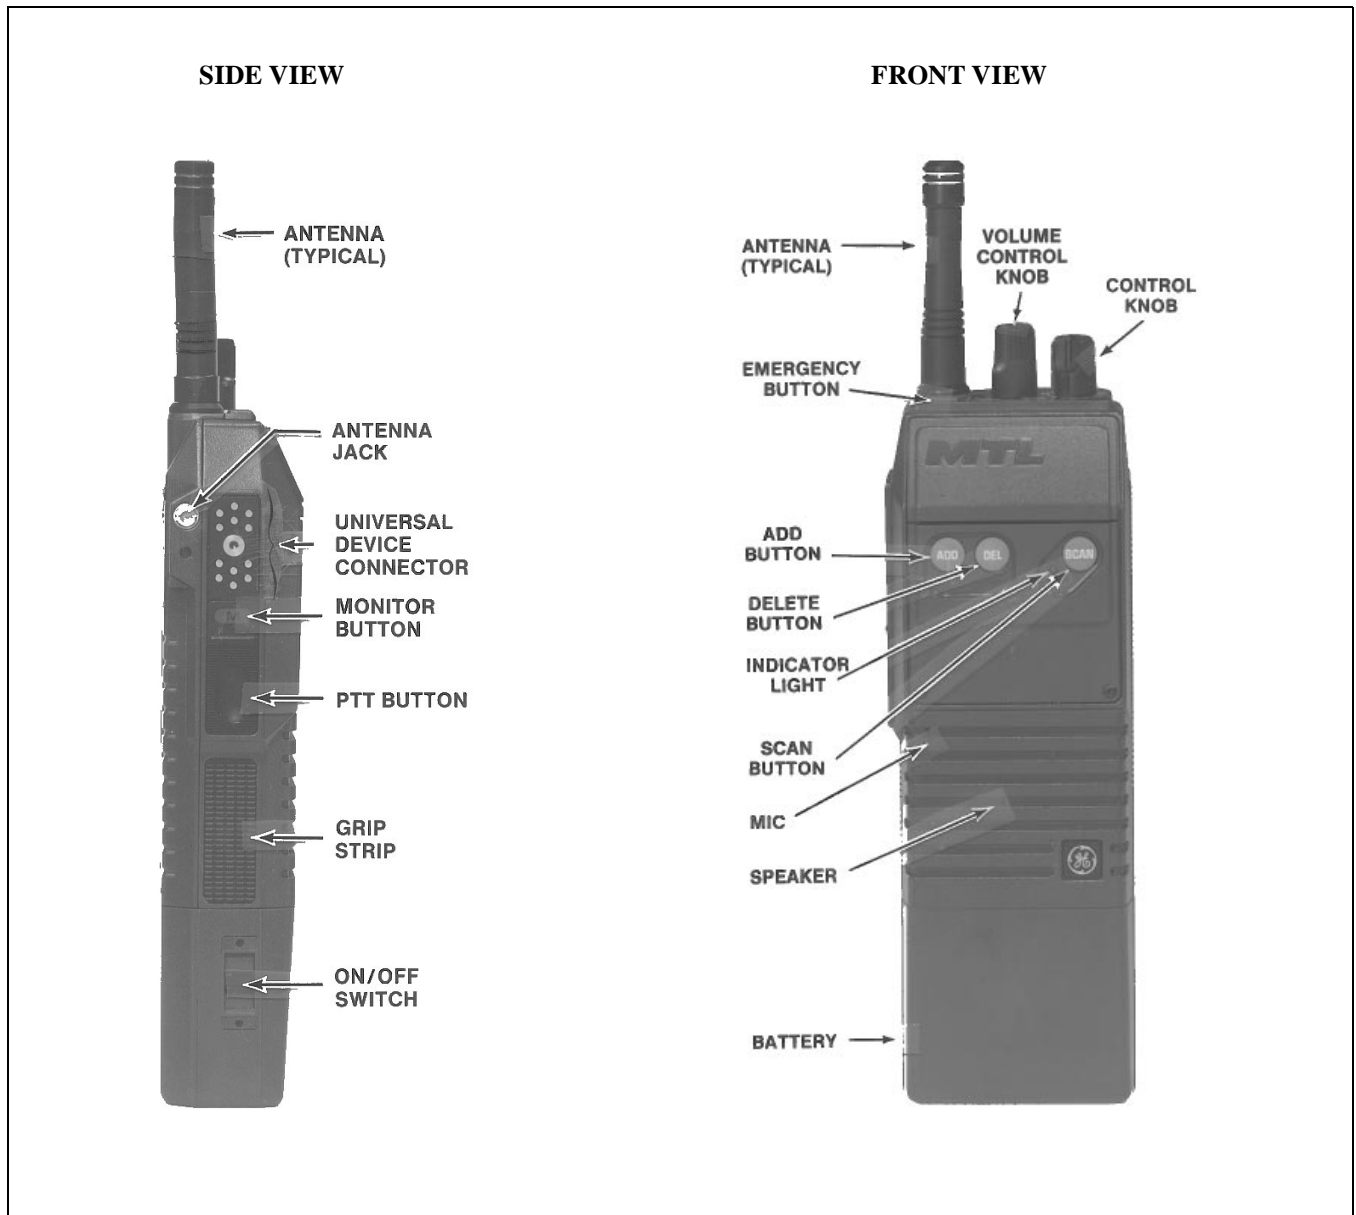 SIDE VIEW
FRONT VIEW
ANTENNA
(TYPICAL)
ANTENNA
JACK
UNIVERSAL
DEVICE
CONNECTOR
MONITOR
BUTTON
PTT BUTTON
GRIP
STRIP
ON/OFF
SWITCH
ANTENNA
(TYPICAL)
VOLUME
CONTROL
KNOB
CONTROL
KNOB
EMERGENCY
BUTTON
MTL
ADD
BUTTON
ADD
DEL
SCAN
DELETE
BUTTON
INDICATOR
LIGHT
SCAN
BUTTON
MIC
SPEAKER
GE
BATTERY